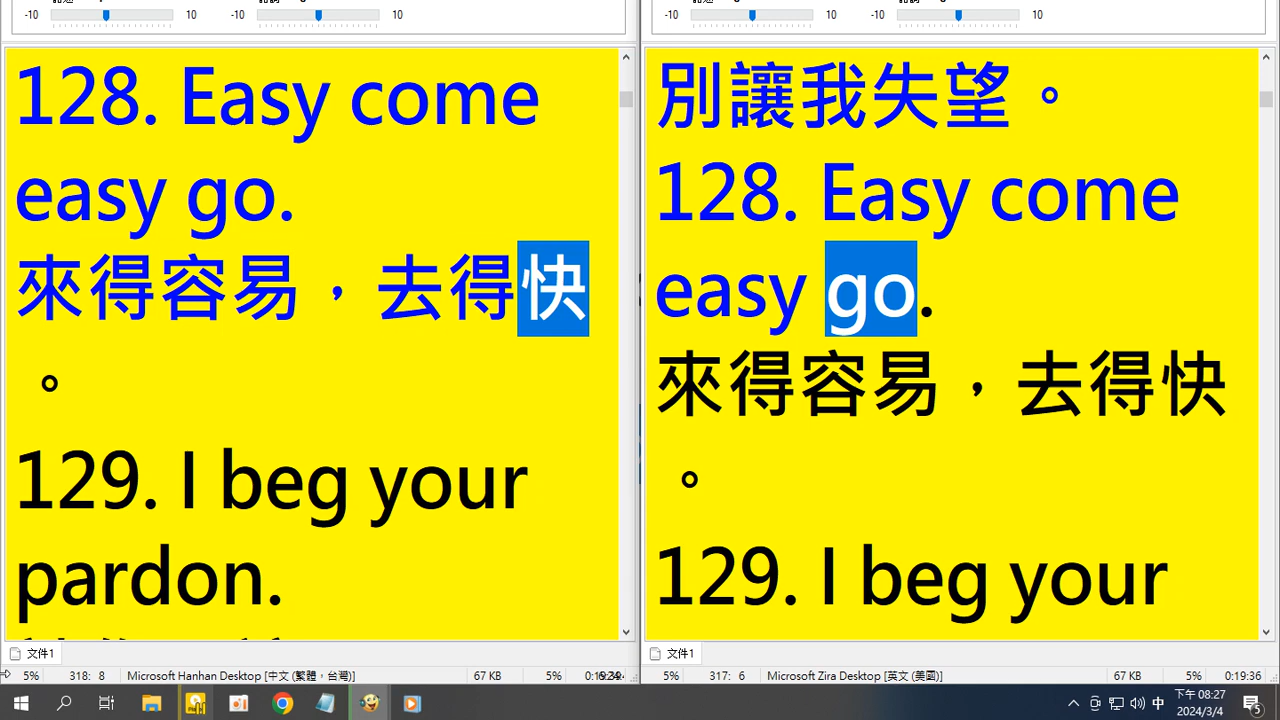 -10 10 -10 10
128. Easy come
easy go.
來得容易，去得快
。
129. I beg your
pardon.
文件1
5% 318: 8 Microsoft Hanhan Desktop [中文 (繁體，台灣)] 67 KB 5%
-10 10 -10 10
別讓我失望。
128. Easy come
easy go.
來得容易，去得快
。
129. I beg your
文件1
5% 317: 6 Microsoft Zira Desktop [英文 (美國)] 67 KB 5% 0:19:36
中 下午 08:27
2024/3/4
5